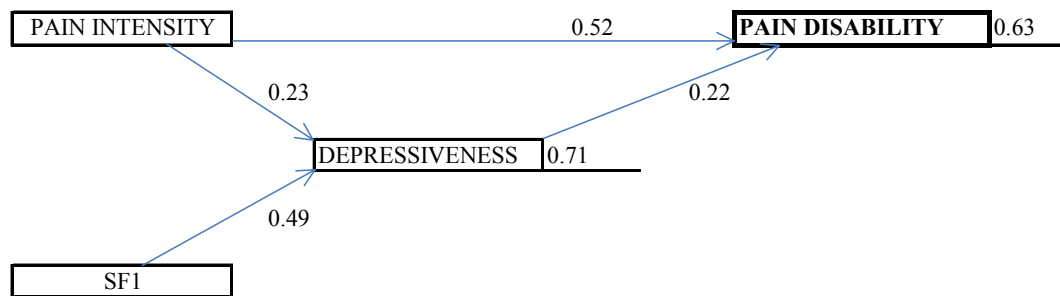 PAIN INTENSITY
0.52
PAIN DISABILITY
0.63
0.23
0.22
DEPRESSIVENESS
0.71
0.49
SF1